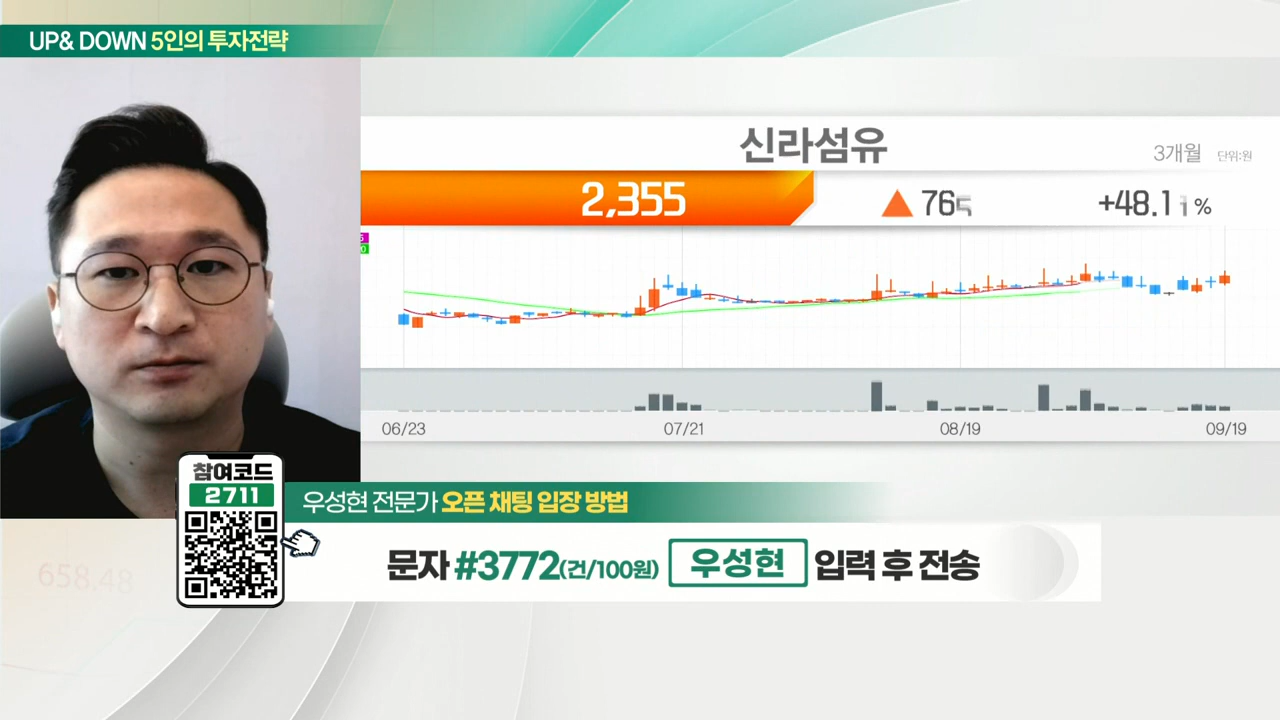 UP& DOWN 5인의 투자전략
신라섬유
3개월 단위:원
2,355 ▲ 765 +48.11%
06/23 07/21 08/19 09/19
참여코드
2711
우성현 전문가 오픈 채팅 입장 방법
문자 #3772(건/100원) 우성현 입력 후 전송
658.48